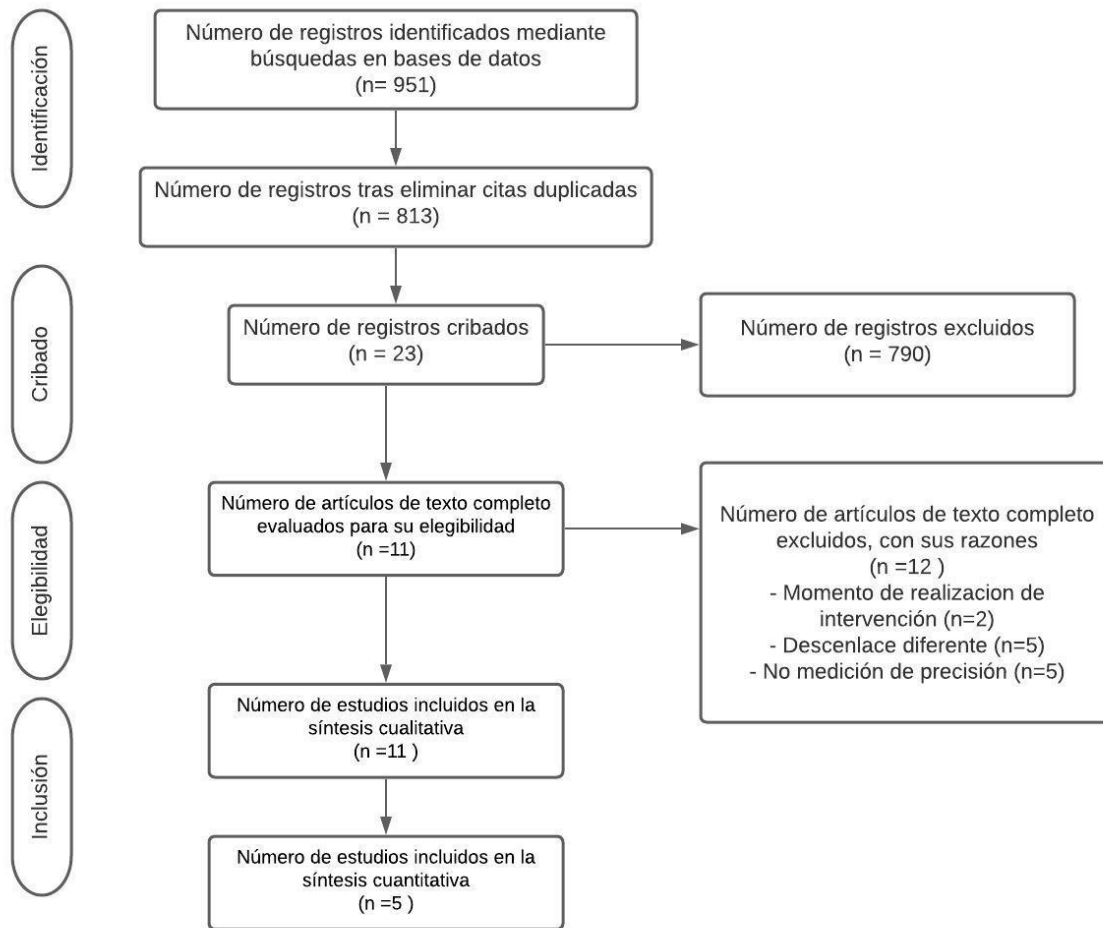 Identificación
Número de registros identificados mediante
búsquedas en bases de datos
(n= 951)
Número de registros tras eliminar citas duplicadas
(n = 813)
Cribado
Número de registros cribados
(n = 23)
Número de registros excluidos
(n = 790)
Elegibilidad
Número de artículos de texto completo
evaluados para su elegibilidad
(n =11)
Número de artículos de texto completo
excluidos, con sus razones
(n =12 )
- Momento de realizacion de
intervención (n=2)
- Descenlace diferente (n=5)
- No medición de precisión (n=5)
Inclusión
Número de estudios incluidos en la
síntesis cualitativa
(n =11 )
Número de estudios incluidos en la
síntesis cuantitativa
(n =5 )